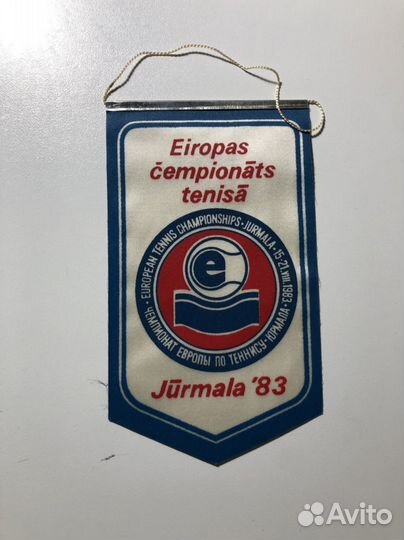 Eiropas
čempionāts
tenisā
EUROPEAN TENNIS CHAMPIONSHIPS · JURMALA · 15-21.VIII.1983.
ЧЕМПИОНАТ ЕВРОПЫ ПО ТЕННИСУ · ЮРМАЛА ·
e
Jūrmala '83
Avito